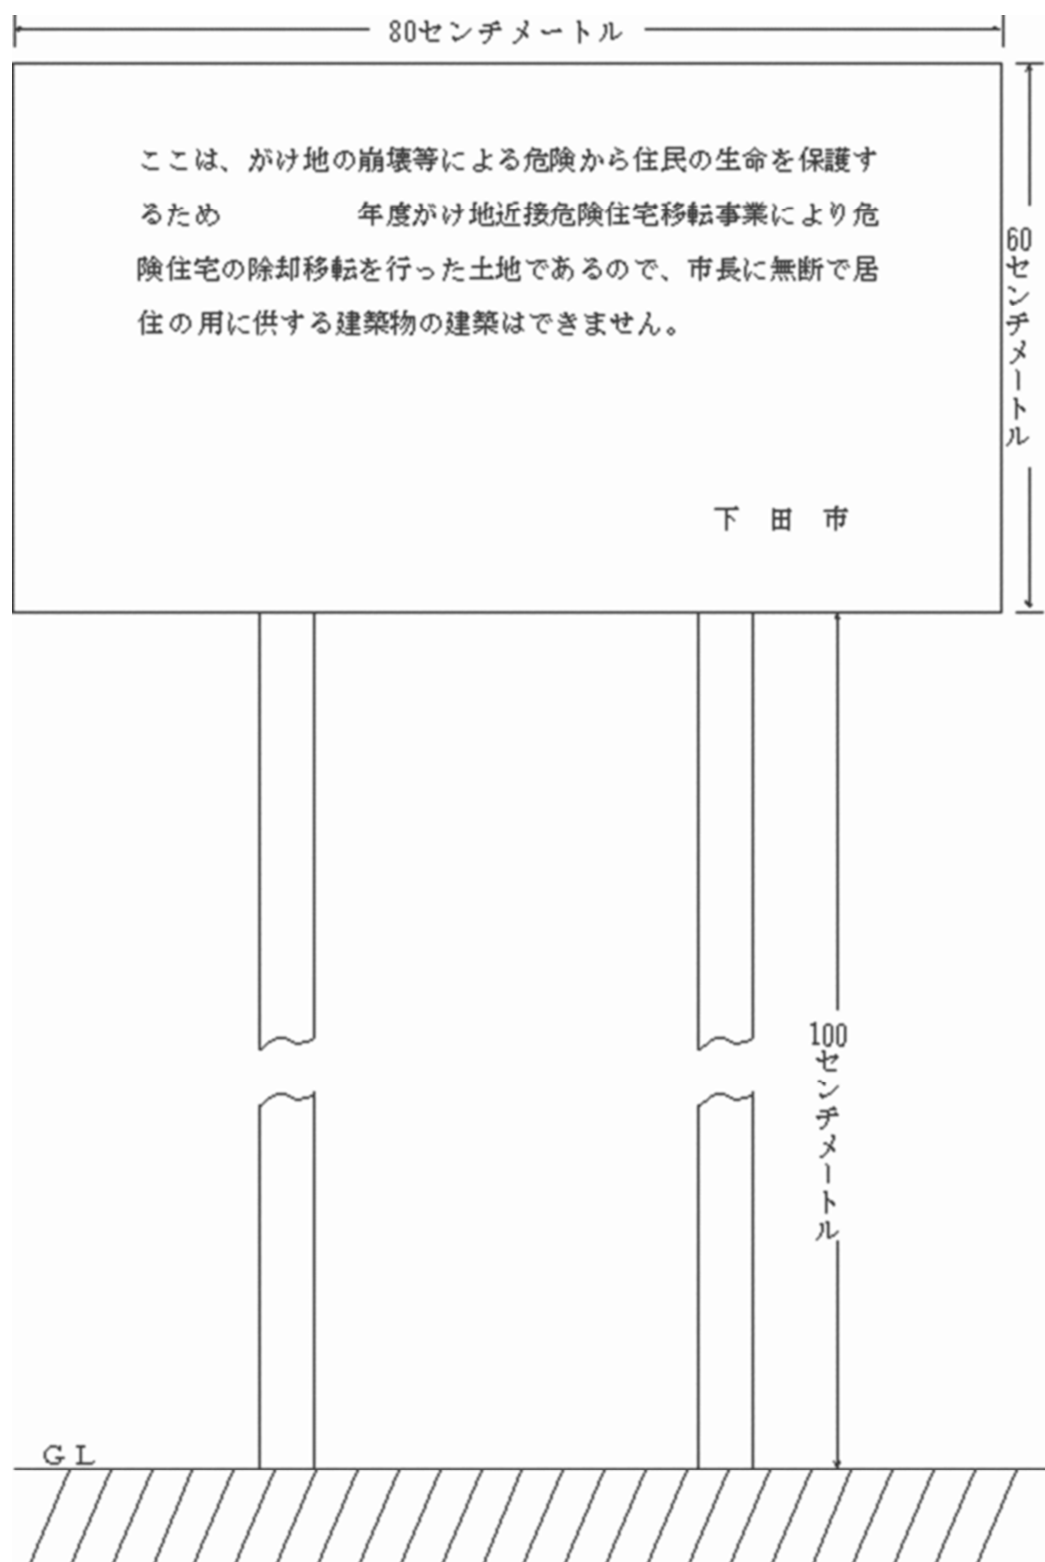 80センチメートル
ここは、がけ地の崩壊等による危険から住民の生命を保護す
るため　　　　　年度がけ地近接危険住宅移転事業により危
険住宅の除却移転を行った土地であるので、市長に無断で居
住の用に供する建築物の建築はできません。
60センチメートル
下　田　市
100センチメートル
ＧＬ